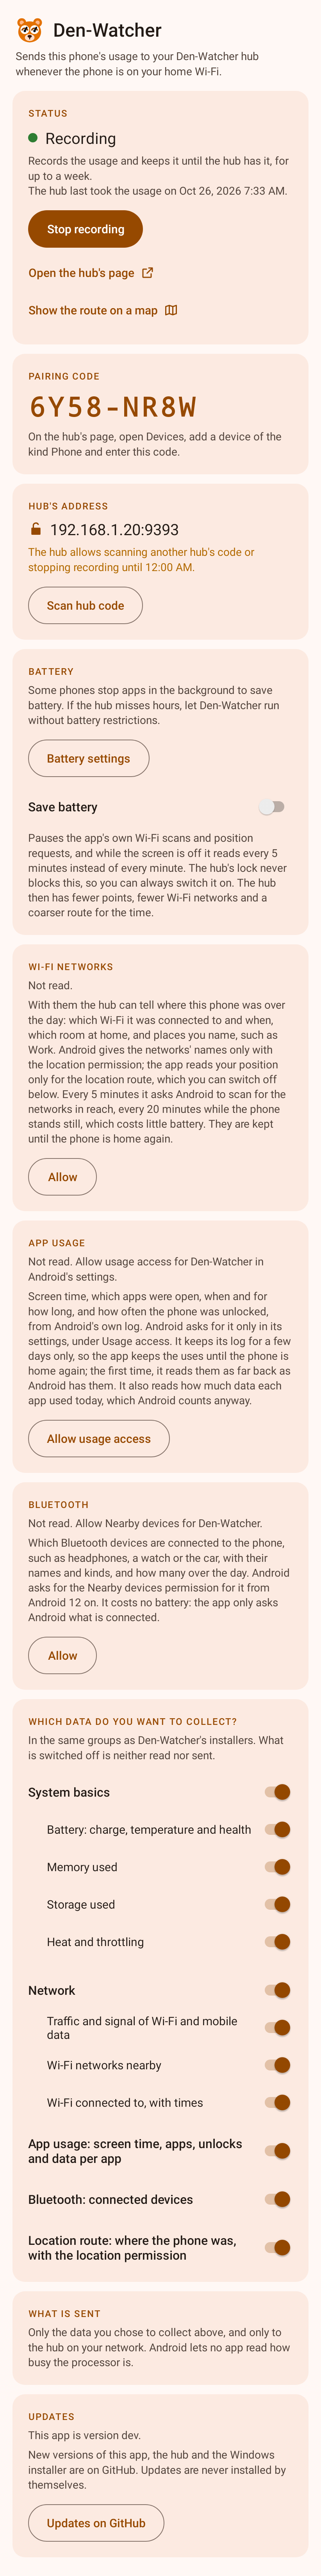 Den-Watcher
Sends this phone's usage to your Den-Watcher hub
whenever the phone is on your home Wi-Fi.
STATUS
Recording
Records the usage and keeps it until the hub has it, for
up to a week.
The hub last took the usage on Oct 26, 2026 7:33 AM.
Stop recording
Open the hub's page
Show the route on a map
PAIRING CODE
6Y58-NR8W
On the hub's page, open Devices, add a device of the
kind Phone and enter this code.
HUB'S ADDRESS
192.168.1.20:9393
The hub allows scanning another hub's code or
stopping recording until 12:00 AM.
Scan hub code
BATTERY
Some phones stop apps in the background to save
battery. If the hub misses hours, let Den-Watcher run
without battery restrictions.
Battery settings
Save battery
Pauses the app's own Wi-Fi scans and position
requests, and while the screen is off it reads every 5
minutes instead of every minute. The hub's lock never
blocks this, so you can always switch it on. The hub
then has fewer points, fewer Wi-Fi networks and a
coarser route for the time.
WI-FI NETWORKS
Not read.
With them the hub can tell where this phone was over
the day: which Wi-Fi it was connected to and when,
which room at home, and places you name, such as
Work. Android gives the networks' names only with
the location permission; the app reads your position
only for the location route, which you can switch off
below. Every 5 minutes it asks Android to scan for the
networks in reach, every 20 minutes while the phone
stands still, which costs little battery. They are kept
until the phone is home again.
Allow
APP USAGE
Not read. Allow usage access for Den-Watcher in
Android's settings.
Screen time, which apps were open, when and for
how long, and how often the phone was unlocked,
from Android's own log. Android asks for it only in its
settings, under Usage access. It keeps its log for a few
days only, so the app keeps the uses until the phone is
home again; the first time, it reads them as far back as
Android has them. It also reads how much data each
app used today, which Android counts anyway.
Allow usage access
BLUETOOTH
Not read. Allow Nearby devices for Den-Watcher.
Which Bluetooth devices are connected to the phone,
such as headphones, a watch or the car, with their
names and kinds, and how many over the day. Android
asks for the Nearby devices permission for it from
Android 12 on. It costs no battery: the app only asks
Android what is connected.
Allow
WHICH DATA DO YOU WANT TO COLLECT?
In the same groups as Den-Watcher's installers. What
is switched off is neither read nor sent.
System basics
Battery: charge, temperature and health
Memory used
Storage used
Heat and throttling
Network
Traffic and signal of Wi-Fi and mobile
data
Wi-Fi networks nearby
Wi-Fi connected to, with times
App usage: screen time, apps, unlocks
and data per app
Bluetooth: connected devices
Location route: where the phone was,
with the location permission
WHAT IS SENT
Only the data you chose to collect above, and only to
the hub on your network. Android lets no app read how
busy the processor is.
UPDATES
This app is version dev.
New versions of this app, the hub and the Windows
installer are on GitHub. Updates are never installed by
themselves.
Updates on GitHub